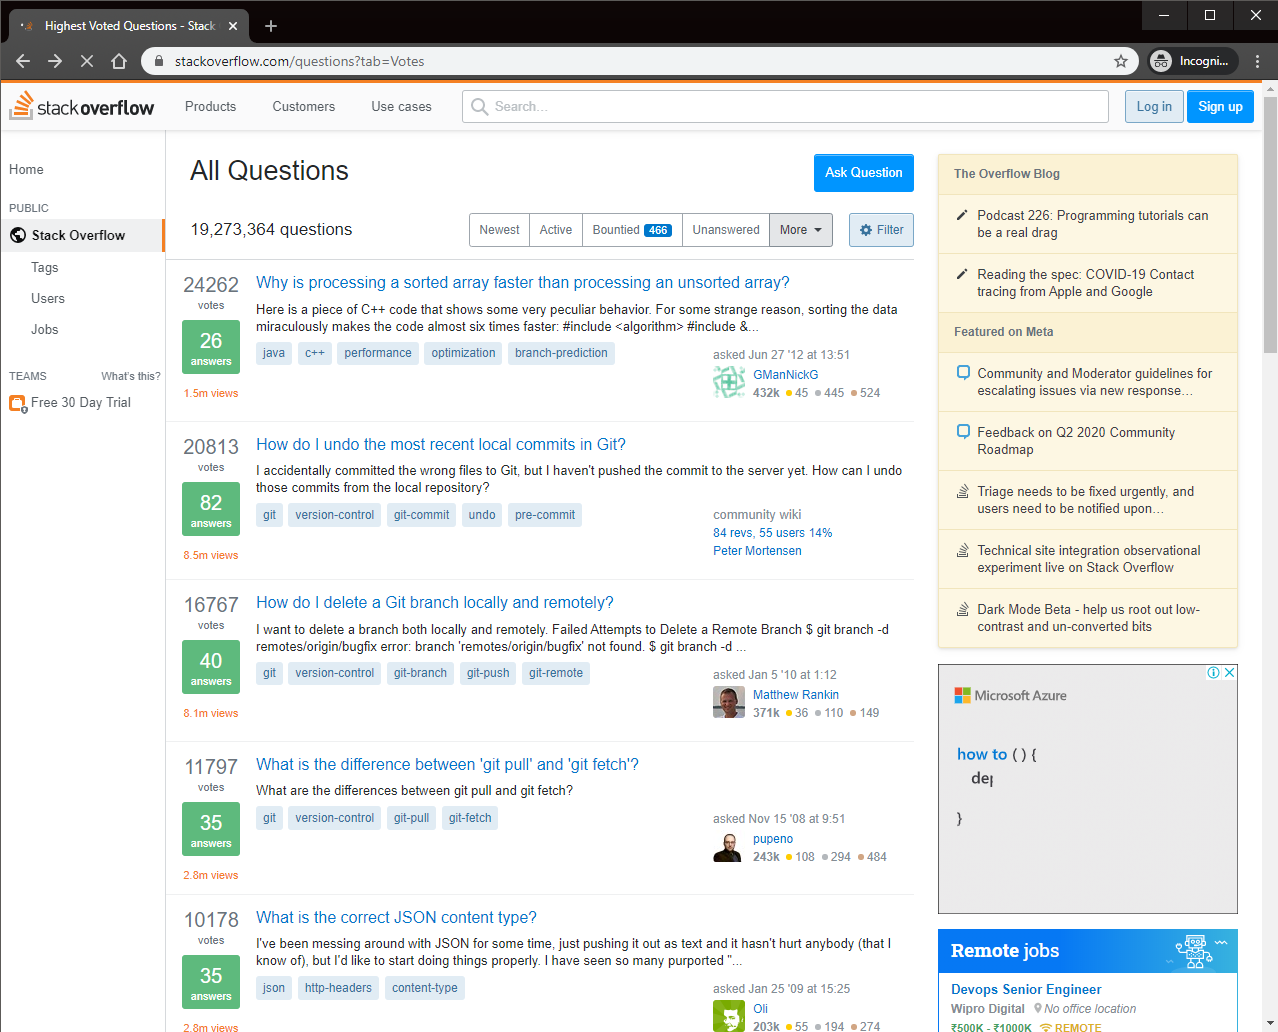 Highest Voted Questions - Stack
stackoverflow.com/questions?tab=Votes
Incogni...
stackoverflow
Products
Customers
Use cases
Search...
Log in
Sign up
Home
PUBLIC
Stack Overflow
Tags
Users
Jobs
TEAMS
What's this?
Free 30 Day Trial
All Questions
Ask Question
19,273,364 questions
Newest
Active
Bountied 466
Unanswered
More
Filter
24262
votes
26
answers
1.5m views
Why is processing a sorted array faster than processing an unsorted array?
Here is a piece of C++ code that shows some very peculiar behavior. For some strange reason, sorting the data
miraculously makes the code almost six times faster: #include <algorithm> #include &...
java c++ performance optimization branch-prediction
asked Jun 27 '12 at 13:51
GManNickG
432k 45 445 524
20813
votes
82
answers
8.5m views
How do I undo the most recent local commits in Git?
I accidentally committed the wrong files to Git, but I haven't pushed the commit to the server yet. How can I undo
those commits from the local repository?
git version-control git-commit undo pre-commit
community wiki
84 revs, 55 users 14%
Peter Mortensen
16767
votes
40
answers
8.1m views
How do I delete a Git branch locally and remotely?
I want to delete a branch both locally and remotely. Failed Attempts to Delete a Remote Branch $ git branch -d
remotes/origin/bugfix error: branch 'remotes/origin/bugfix' not found. $ git branch -d ...
git version-control git-branch git-push git-remote
asked Jan 5 '10 at 1:12
Matthew Rankin
371k 36 110 149
11797
votes
35
answers
2.8m views
What is the difference between 'git pull' and 'git fetch'?
What are the differences between git pull and git fetch?
git version-control git-pull git-fetch
asked Nov 15 '08 at 9:51
pupeno
243k 108 294 484
10178
votes
35
answers
2.8m views
What is the correct JSON content type?
I've been messing around with JSON for some time, just pushing it out as text and it hasn't hurt anybody (that I
know of), but I'd like to start doing things properly. I have seen so many purported "...
json http-headers content-type
asked Jan 25 '09 at 15:25
Oli
203k 55 194 274
The Overflow Blog
Podcast 226: Programming tutorials can
be a real drag
Reading the spec: COVID-19 Contact
tracing from Apple and Google
Featured on Meta
Community and Moderator guidelines for
escalating issues via new response…
Feedback on Q2 2020 Community
Roadmap
Triage needs to be fixed urgently, and
users need to be notified upon…
Technical site integration observational
experiment live on Stack Overflow
Dark Mode Beta - help us root out low-
contrast and un-converted bits
Microsoft Azure
how to ( ) {
de
}
Remote jobs
Devops Senior Engineer
Wipro Digital No office location
₹500K - ₹1000K REMOTE